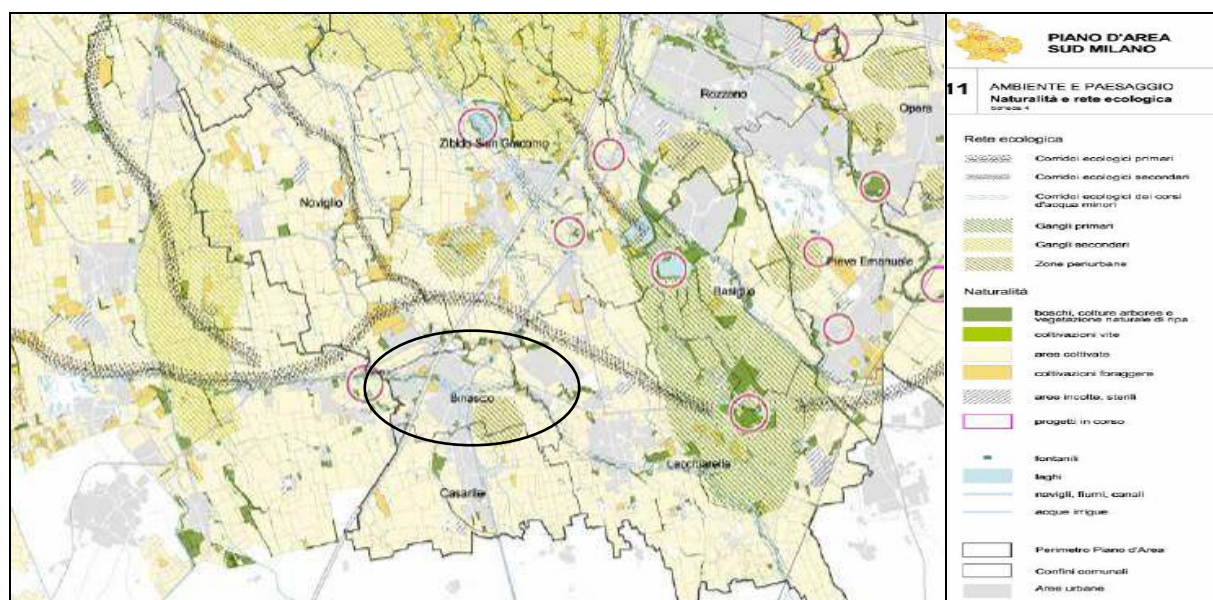 Rozzano
Opera
Zibido San Giacomo
Noviglio
Pieve Emanuele
Basiglio
Binasco
Lacchiarella
Casarile
PIANO D'AREA
SUD MILANO
11
AMBIENTE E PAESAGGIO
Naturalità e rete ecologica
Rete ecologica
Corridoi ecologici primari
Corridoi ecologici secondari
Corridoi ecologici dei corsi
d'acqua minori
Gangli primari
Gangli secondari
Zone periurbane
Naturalità
boschi, colture arboree e
vegetazione naturale di ripa
coltivazioni vite
aree coltivate
coltivazioni foraggere
aree incolte, sterili
progetti in corso
fontanili
laghi
navigli, fiumi, canali
acque irrigue
Perimetro Piano d'Area
Confini comunali
Aree urbane